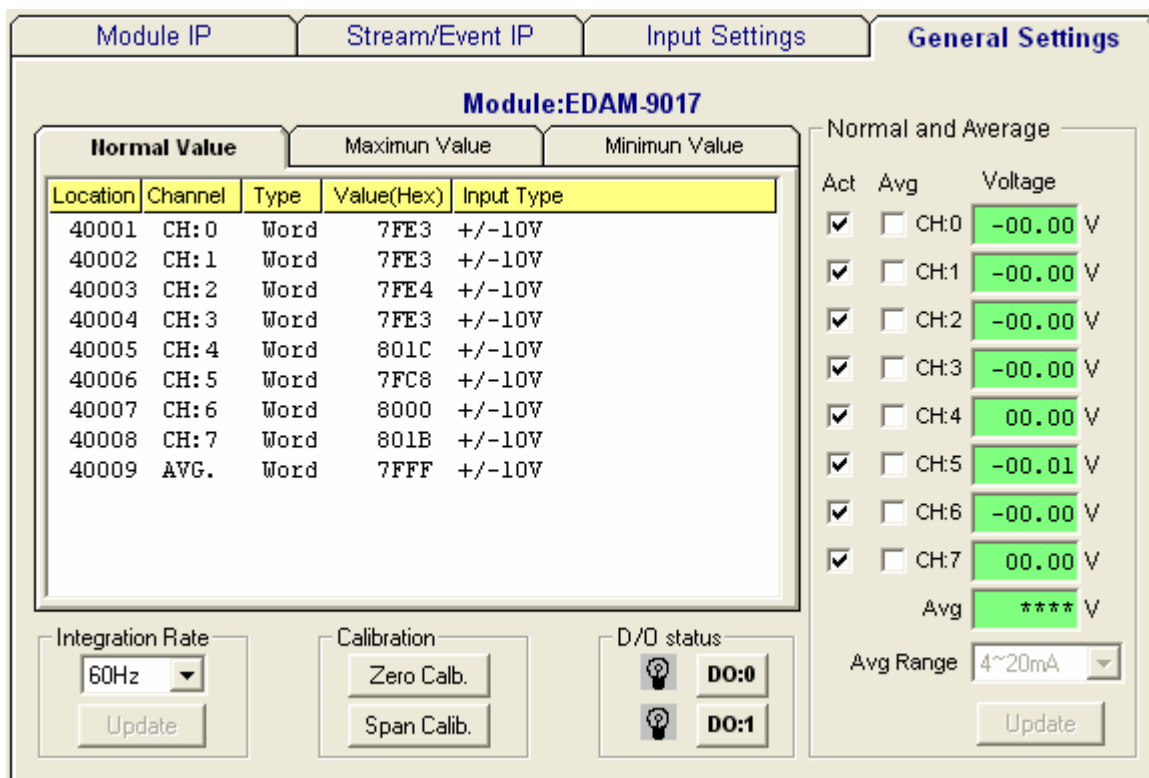 Module IP Stream/Event IP Input Settings General Settings
Module:EDAM-9017
Normal Value Maximun Value Minimun Value
Location Channel Type Value(Hex) Input Type
40001 CH:0 Word 7FE3 +/-10V
40002 CH:1 Word 7FE3 +/-10V
40003 CH:2 Word 7FE4 +/-10V
40004 CH:3 Word 7FE3 +/-10V
40005 CH:4 Word 801C +/-10V
40006 CH:5 Word 7FC8 +/-10V
40007 CH:6 Word 8000 +/-10V
40008 CH:7 Word 801B +/-10V
40009 AVG. Word 7FFF +/-10V
Integration Rate
60Hz
Update
Calibration
Zero Calb.
Span Calib.
D/O status
DO:0
DO:1
Normal and Average
Act Avg Voltage
CH:0 -00.00 V
CH:1 -00.00 V
CH:2 -00.00 V
CH:3 -00.00 V
CH:4 00.00 V
CH:5 -00.01 V
CH:6 -00.00 V
CH:7 00.00 V
Avg **** V
Avg Range 4~20mA
Update